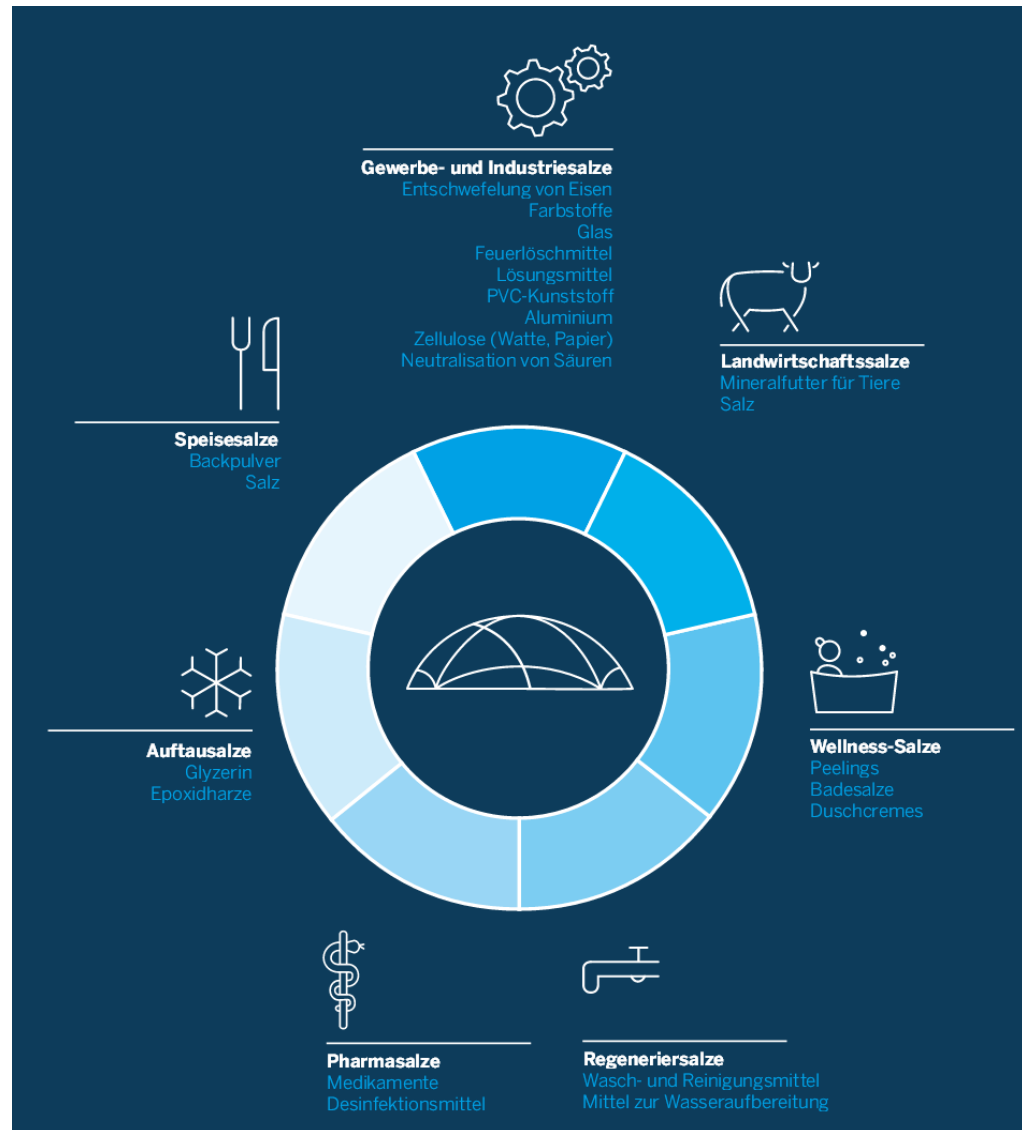 Gewerbe- und Industriesalze
Entschwefelung von Eisen
Farbstoffe
Glas
Feuerlöschmittel
Lösungsmittel
PVC-Kunststoff
Aluminium
Zellulose (Watte, Papier)
Neutralisation von Säuren
Landwirtschaftssalze
Mineralfutter für Tiere
Salz
Speisesalze
Backpulver
Salz
Auftausalze
Glyzerin
Epoxidharze
Wellness-Salze
Peelings
Badesalze
Duschcremes
Pharmasalze
Medikamente
Desinfektionsmittel
Regeneriersalze
Wasch- und Reinigungsmittel
Mittel zur Wasseraufbereitung